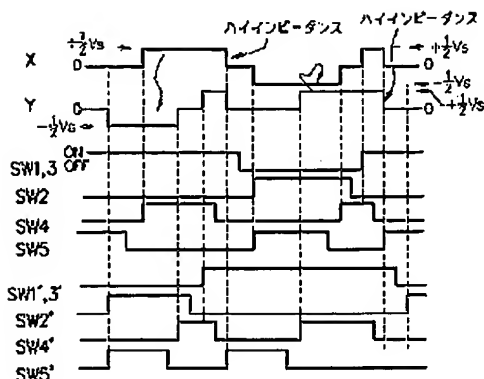 ハイインピーダンス
ハイインピーダンス
+½Vs
+½Vs
X
0
0
-½Vs
+½Vs
Y
0
0
-½Vs
ON
OFF
SW1,3
SW2
SW4
SW5
SW1',3'
SW2'
SW4'
SW5'